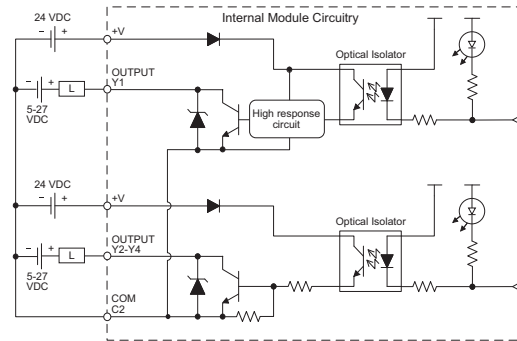 Internal Module Circuitry
24 VDC
− +
+V
Optical Isolator
OUTPUT
Y1
− +
L
5-27
VDC
High response
circuit
24 VDC
− +
+V
Optical Isolator
OUTPUT
Y2-Y4
− +
L
5-27
VDC
COM
C2